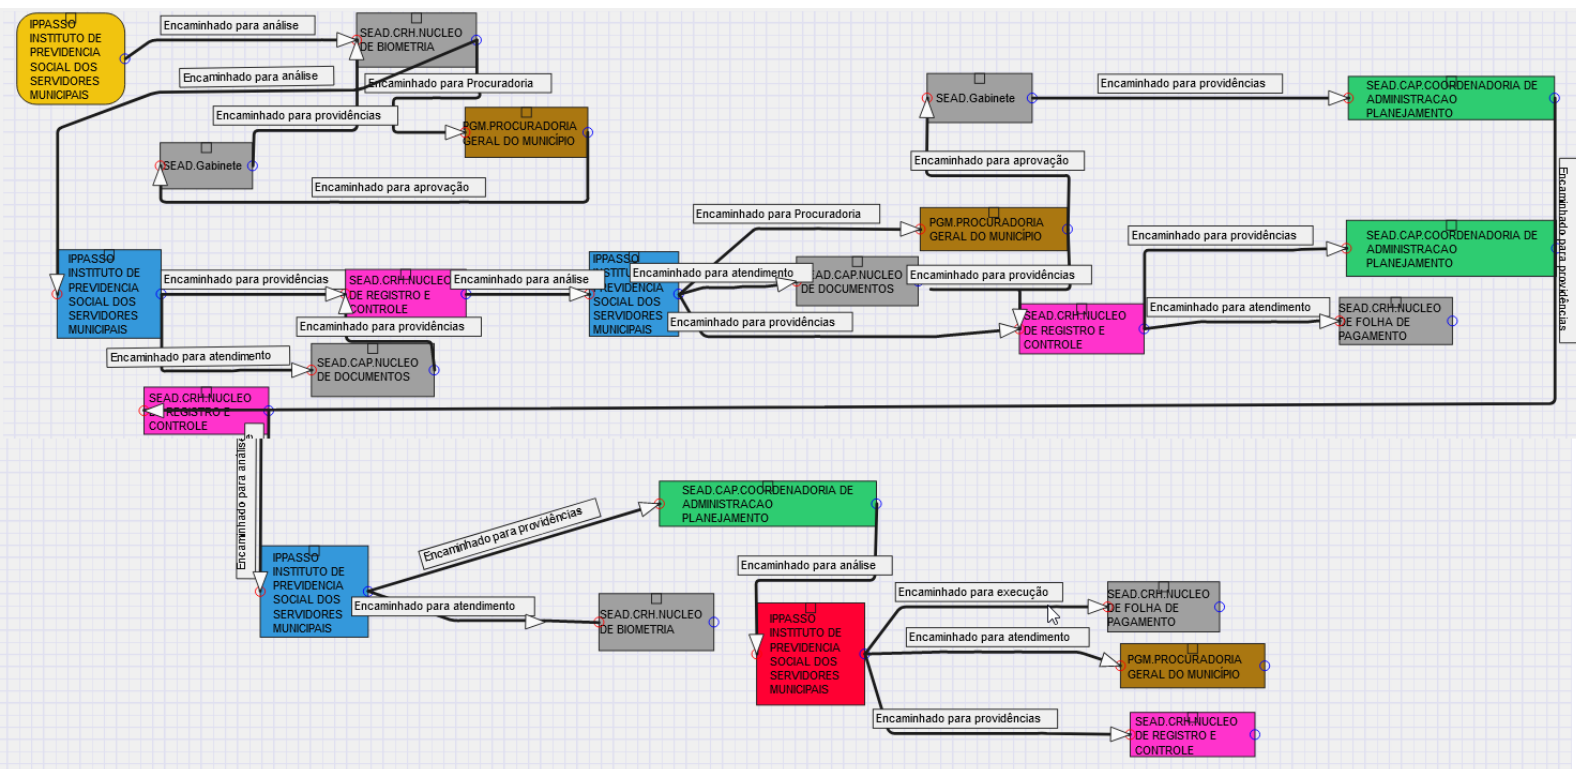 IPPASSO
INSTITUTO DE
PREVIDENCIA
SOCIAL DOS
SERVIDORES
MUNICIPAIS
Encaminhado para análise
SEAD.CRH.NUCLEO
DE BIOMETRIA
Encaminhado para análise
Encaminhado para Procuradoria
Encaminhado para providências
PGM.PROCURADORIA
GERAL DO MUNICÍPIO
SEAD.Gabinete
Encaminhado para aprovação
SEAD.Gabinete
Encaminhado para providências
SEAD.CAP.COORDENADORIA DE
ADMINISTRACAO
PLANEJAMENTO
Encaminhado para aprovação
Encaminhado para providências
Encaminhado para Procuradoria
PGM.PROCURADORIA
GERAL DO MUNICÍPIO
Encaminhado para providências
SEAD.CAP.COORDENADORIA DE
ADMINISTRACAO
PLANEJAMENTO
IPPASSO
INSTITUTO DE
PREVIDENCIA
SOCIAL DOS
SERVIDORES
MUNICIPAIS
Encaminhado para providências
SEAD.CRH.NUCLEO
DE REGISTRO E
CONTROLE
Encaminhado para análise
IPPASSO
PREVIDENCIA
SOCIAL DOS
SERVIDORES
MUNICIPAIS
Encaminhado para atendimento
AD.CAP.NUCLEO
DE DOCUMENTOS
Encaminhado para providências
Encaminhado para providências
Encaminhado para providências
SEAD.CRH.NUCLEO
DE REGISTRO E
CONTROLE
Encaminhado para atendimento
SEAD.CRH.NUCLEO
DE FOLHA DE
PAGAMENTO
Encaminhado para atendimento
SEAD.CAP.NUCLEO
DE DOCUMENTOS
SEAD.CRH.NUCLEO
DE REGISTRO E
CONTROLE
Encaminhado para análise
SEAD.CAP.COORDENADORIA DE
ADMINISTRACAO
PLANEJAMENTO
Encaminhado para providências
IPPASSO
INSTITUTO DE
PREVIDENCIA
SOCIAL DOS
SERVIDORES
MUNICIPAIS
Encaminhado para atendimento
SEAD.CRH.NUCLEO
DE BIOMETRIA
Encaminhado para análise
IPPASSO
INSTITUTO DE
PREVIDENCIA
SOCIAL DOS
SERVIDORES
MUNICIPAIS
Encaminhado para execução
SEAD.CRH.NUCLEO
DE FOLHA DE
PAGAMENTO
Encaminhado para atendimento
PGM.PROCURADORIA
GERAL DO MUNICÍPIO
Encaminhado para providências
SEAD.CRH.NUCLEO
DE REGISTRO E
CONTROLE